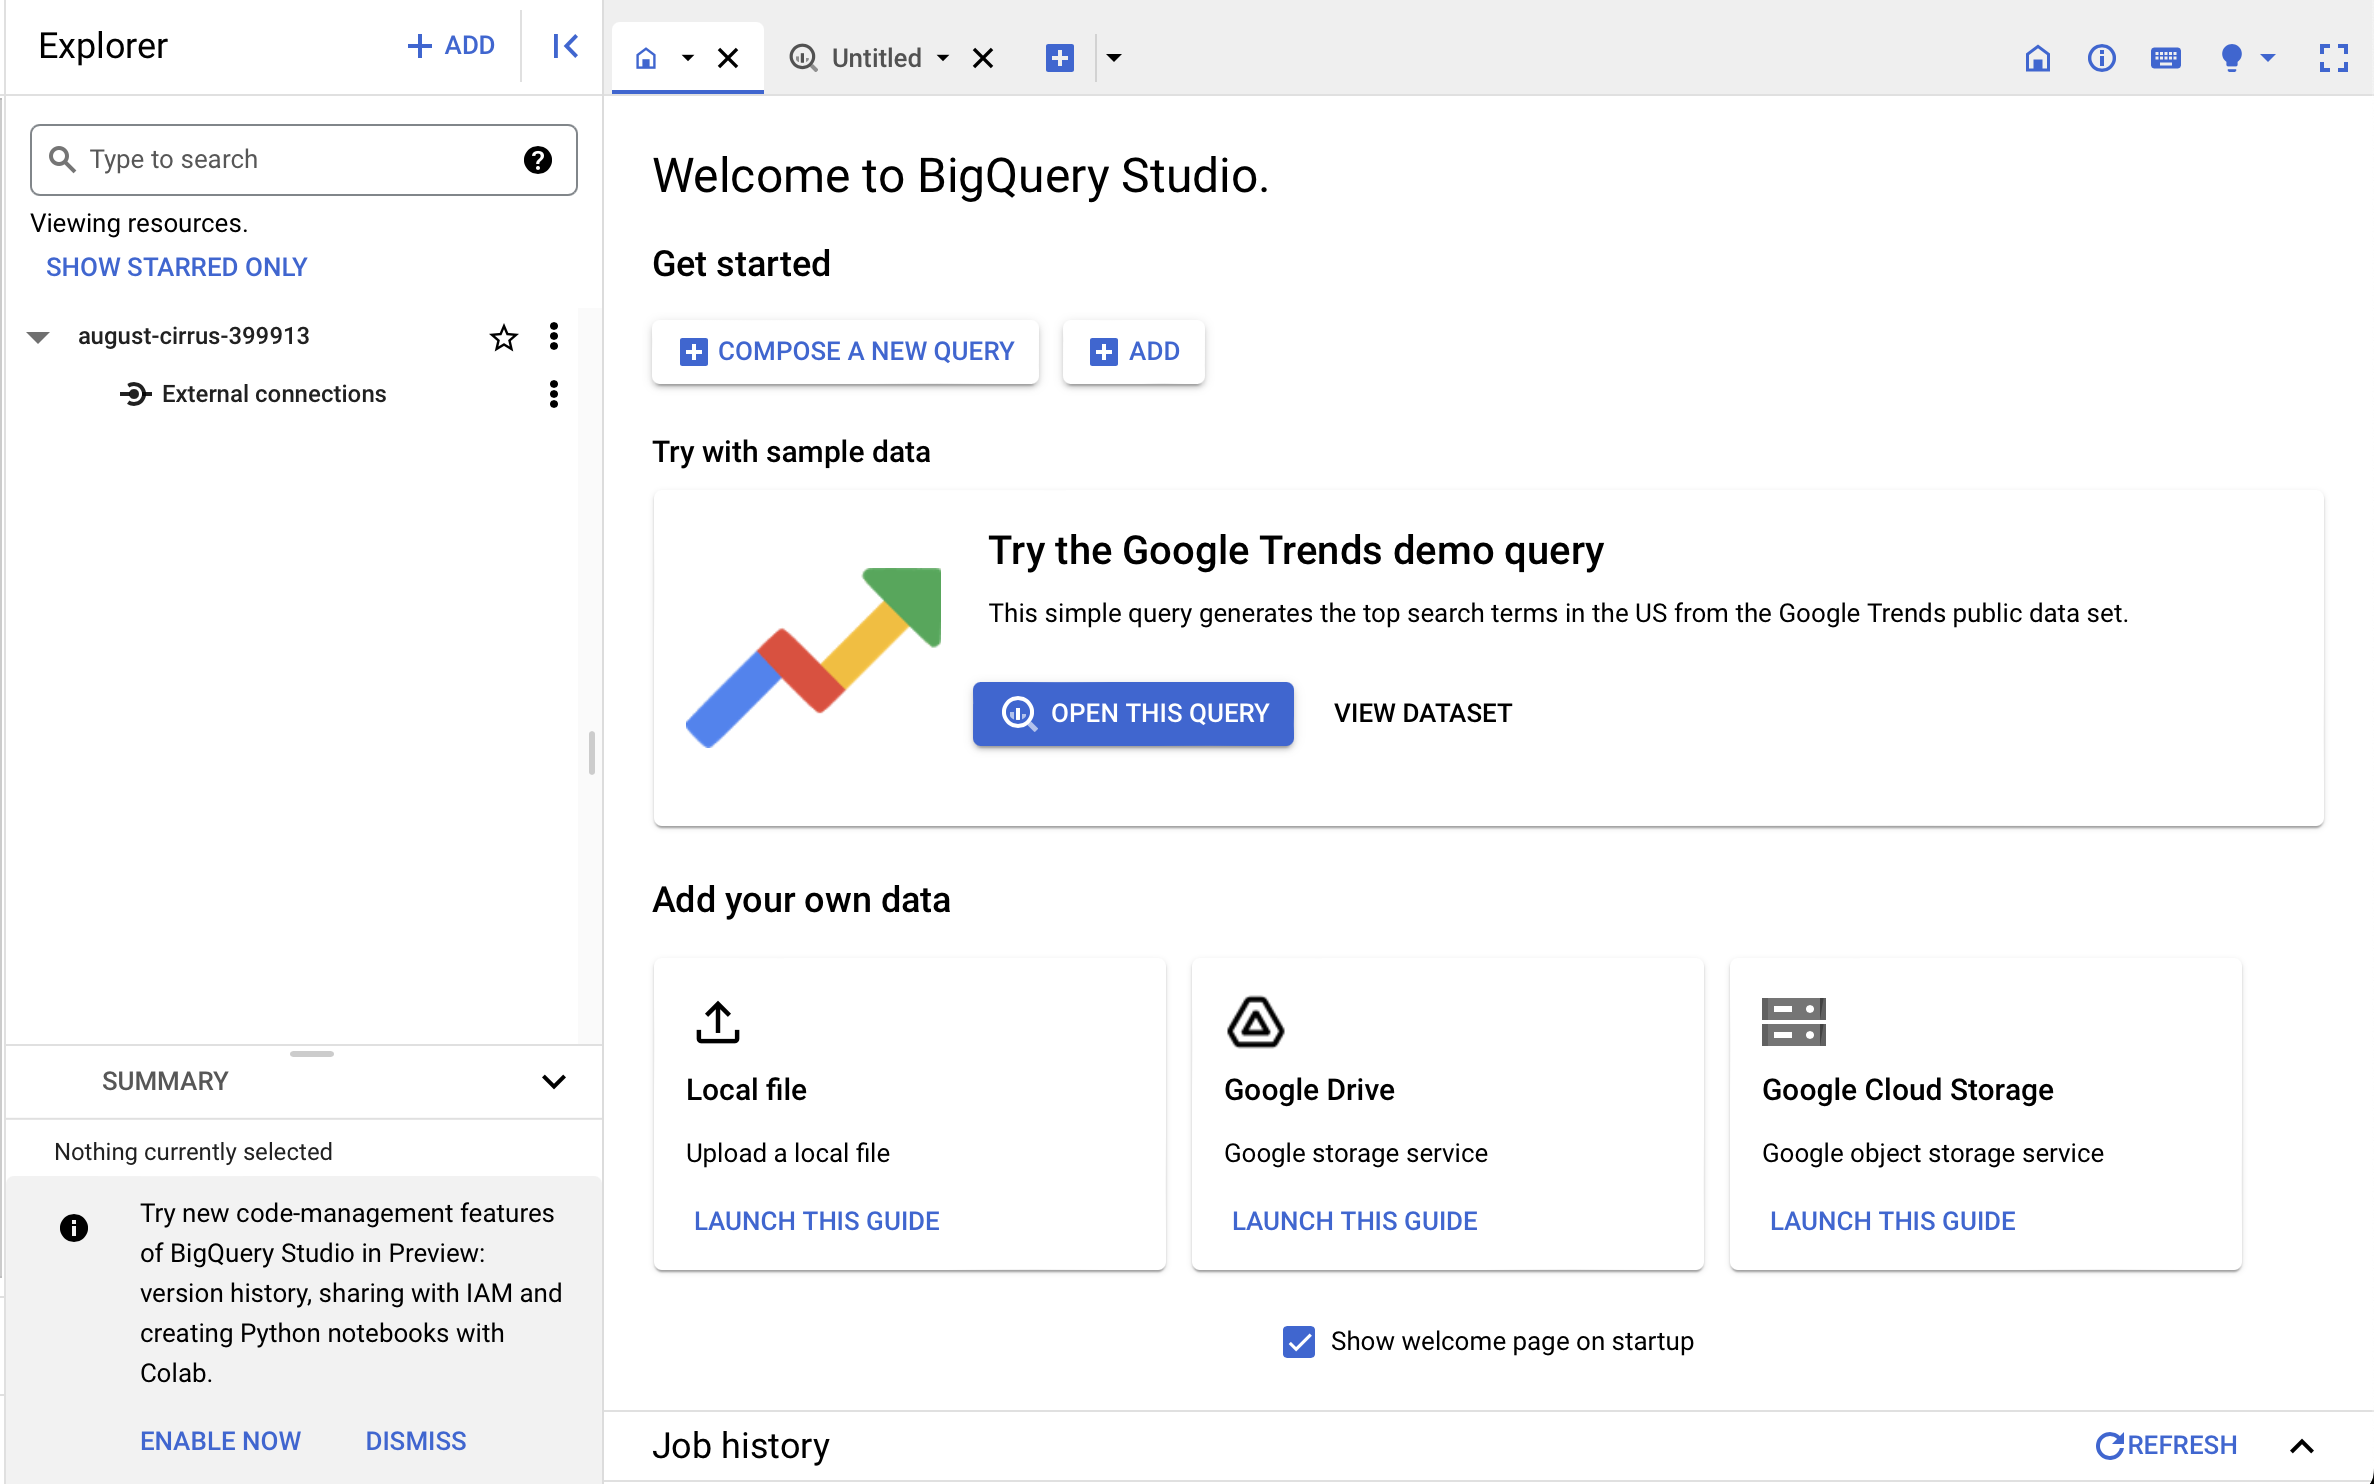 Explorer
ADD
Untitled
Type to search
Viewing resources.
SHOW STARRED ONLY
august-cirrus-399913
External connections
SUMMARY
Nothing currently selected
Try new code-management features
of BigQuery Studio in Preview:
version history, sharing with IAM and
creating Python notebooks with
Colab.
ENABLE NOW DISMISS
Welcome to BigQuery Studio.
Get started
COMPOSE A NEW QUERY ADD
Try with sample data
Try the Google Trends demo query
This simple query generates the top search terms in the US from the Google Trends public data set.
OPEN THIS QUERY VIEW DATASET
Add your own data
Local file
Upload a local file
LAUNCH THIS GUIDE
Google Drive
Google storage service
LAUNCH THIS GUIDE
Google Cloud Storage
Google object storage service
LAUNCH THIS GUIDE
Show welcome page on startup
Job history
REFRESH